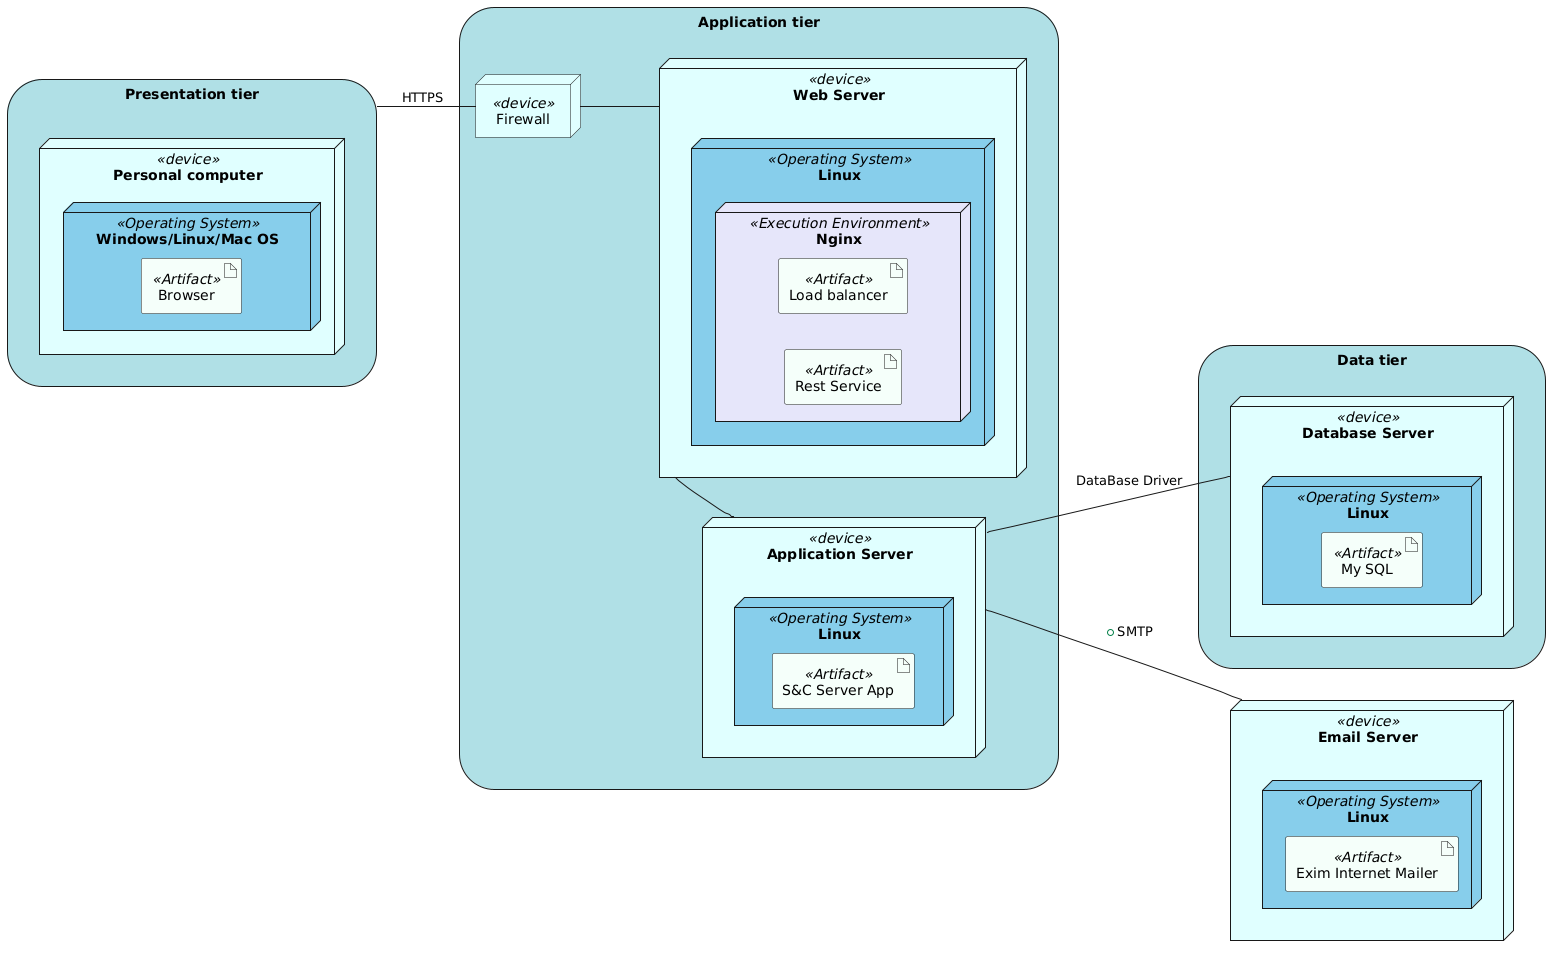 Application tier
Presentation tier
«device»
Personal computer
«Operating System»
Windows/Linux/Mac OS
«Artifact»
Browser
HTTPS
«device»
Firewall
«device»
Web Server
«Operating System»
Linux
«Execution Environment»
Nginx
«Artifact»
Load balancer
«Artifact»
Rest Service
«device»
Application Server
«Operating System»
Linux
«Artifact»
S&C Server App
DataBase Driver
SMTP
Data tier
«device»
Database Server
«Operating System»
Linux
«Artifact»
My SQL
«device»
Email Server
«Operating System»
Linux
«Artifact»
Exim Internet Mailer